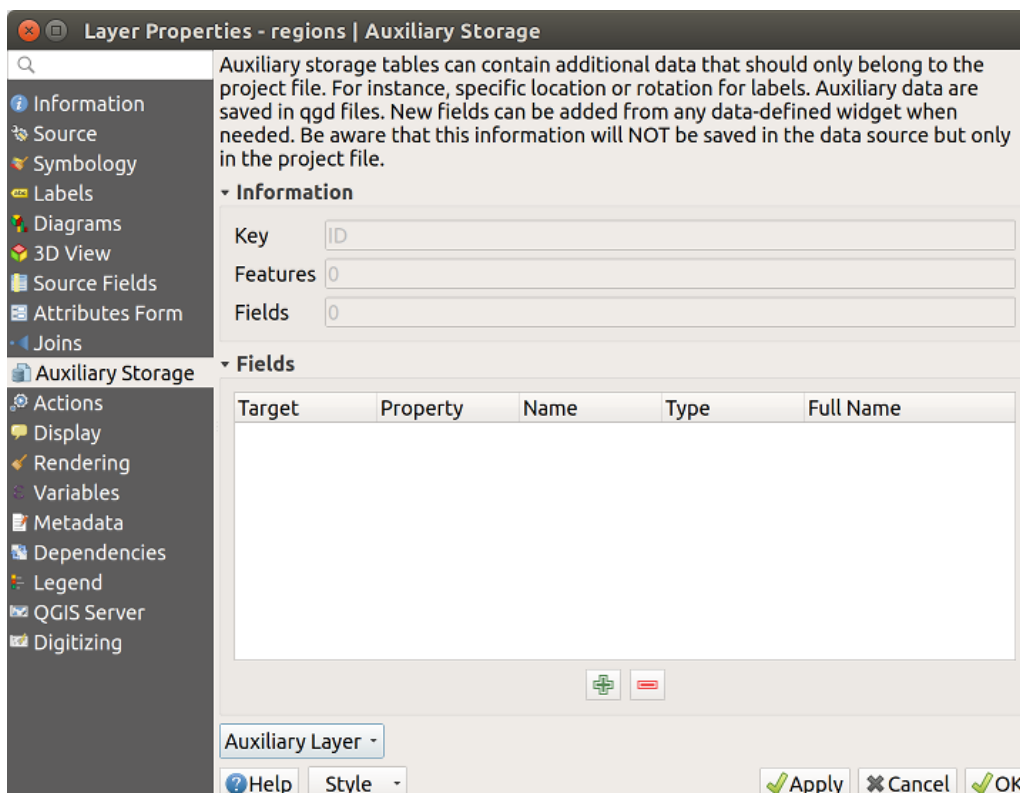 Layer Properties - regions | Auxiliary Storage
Information
Source
Symbology
Labels
Diagrams
3D View
Source Fields
Attributes Form
Joins
Auxiliary Storage
Actions
Display
Rendering
Variables
Metadata
Dependencies
Legend
QGIS Server
Digitizing
Auxiliary storage tables can contain additional data that should only belong to the
project file. For instance, specific location or rotation for labels. Auxiliary data are
saved in qgd files. New fields can be added from any data-defined widget when
needed. Be aware that this information will NOT be saved in the data source but only
in the project file.
Information
Key ID
Features 0
Fields 0
Fields
Target Property Name Type Full Name
Auxiliary Layer
Help Style Apply Cancel OK